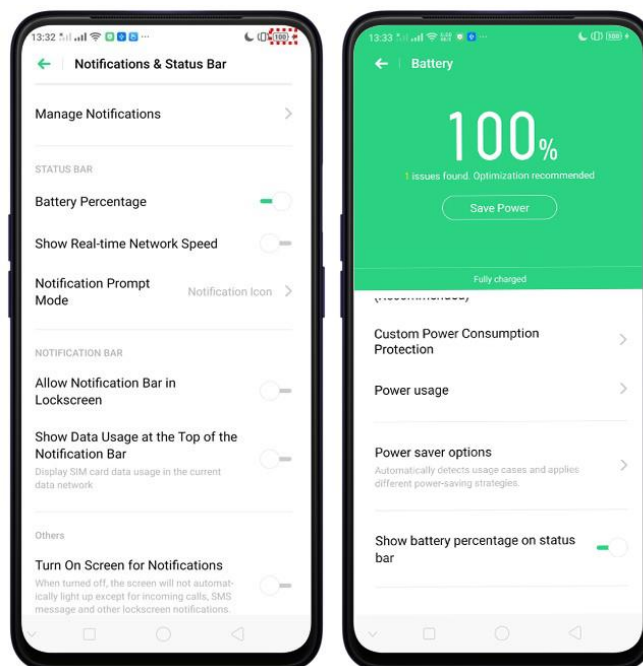 13:32
100
Notifications & Status Bar
Manage Notifications
STATUS BAR
Battery Percentage
Show Real-time Network Speed
Notification Prompt
Mode
Notification Icon
NOTIFICATION BAR
Allow Notification Bar in
Lockscreen
Show Data Usage at the Top of the
Notification Bar
Display SIM card data usage in the current
data network
Others
Turn On Screen for Notifications
When turned off, the screen will not automat-
ically light up except for incoming calls, SMS
message and other lockscreen notifications.
13:33
100
Battery
100%
1 issues found. Optimization recommended
Save Power
Fully charged
Custom Power Consumption
Protection
Power usage
Power saver options
Automatically detects usage cases and applies
different power-saving strategies.
Show battery percentage on status
bar